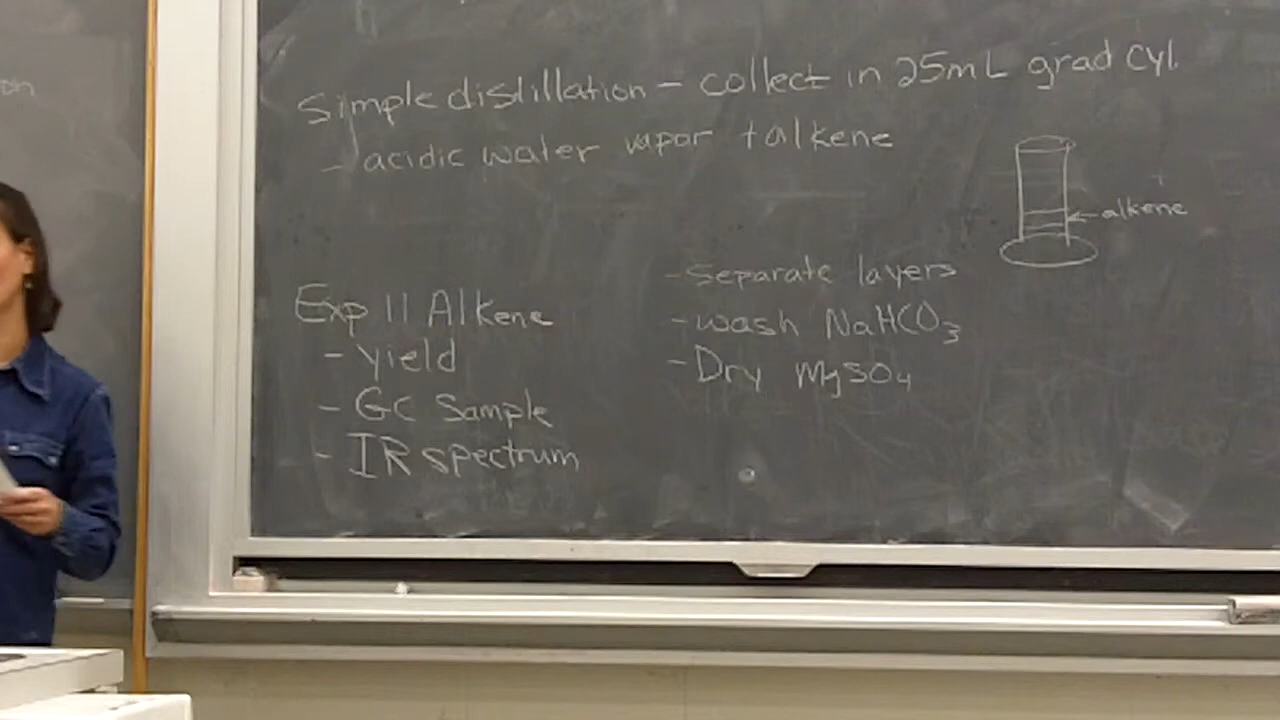 on
Simple distillation - collect in 25mL grad cyl.
- acidic water vapor + alkene
← alkene
- Separate layers
- wash NaHCO3
- Dry MgSO4
Exp 11 Alkene
- yield
- GC Sample
- IR spectrum